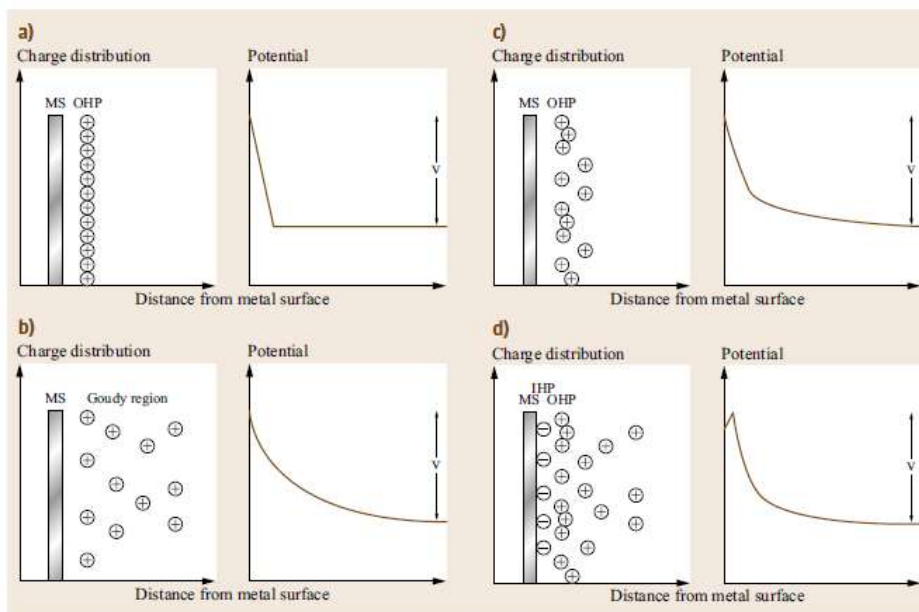 a)
Charge distribution
Potential
MS OHP
V
Distance from metal surface
c)
Charge distribution
Potential
MS OHP
V
Distance from metal surface
b)
Charge distribution
Potential
MS Goudy region
V
Distance from metal surface
d)
Charge distribution
Potential
IHP
MS OHP
V
Distance from metal surface